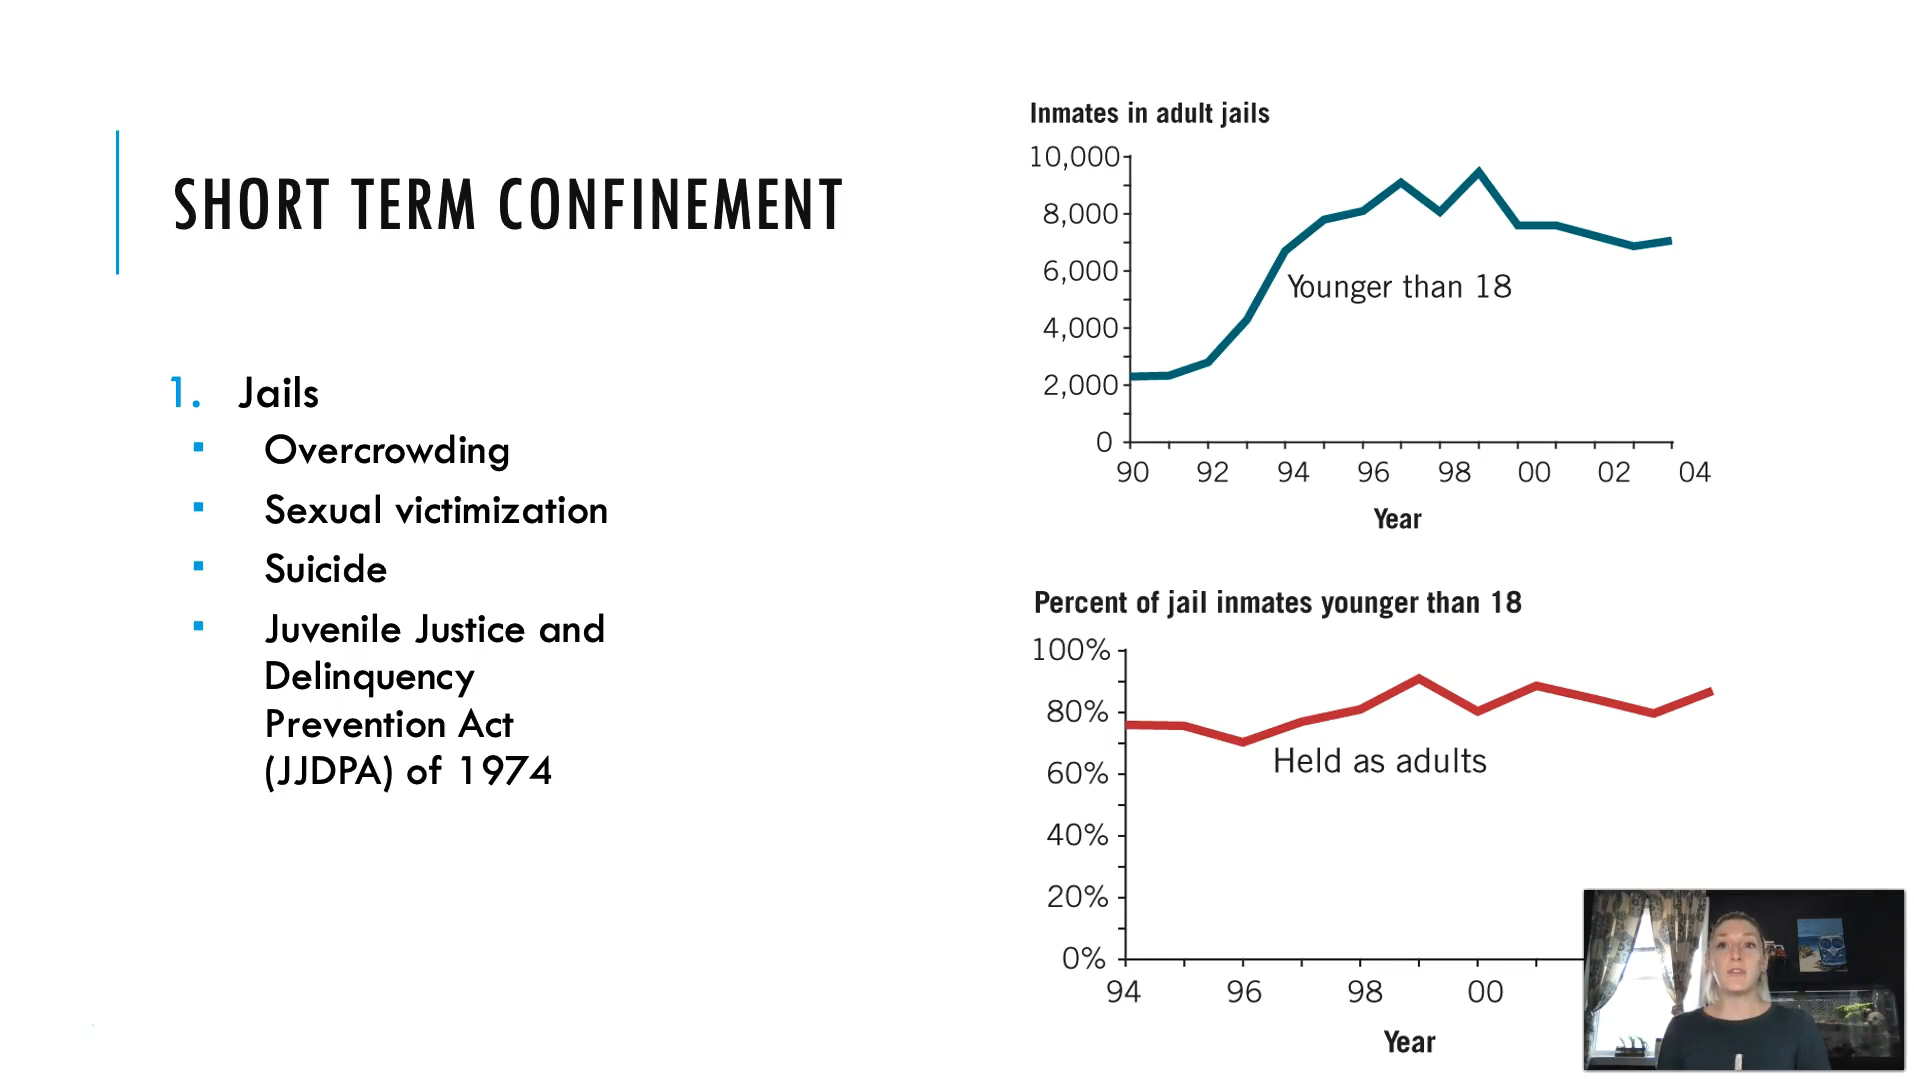 SHORT TERM CONFINEMENT
1. Jails
▪ Overcrowding
▪ Sexual victimization
▪ Suicide
▪ Juvenile Justice and
Delinquency
Prevention Act
(JJDPA) of 1974
Inmates in adult jails
10,000
8,000
6,000
4,000
2,000
0
Younger than 18
90 92 94 96 98 00 02 04
Year
Percent of jail inmates younger than 18
100%
80%
60%
40%
20%
0%
Held as adults
94 96 98 00
Year